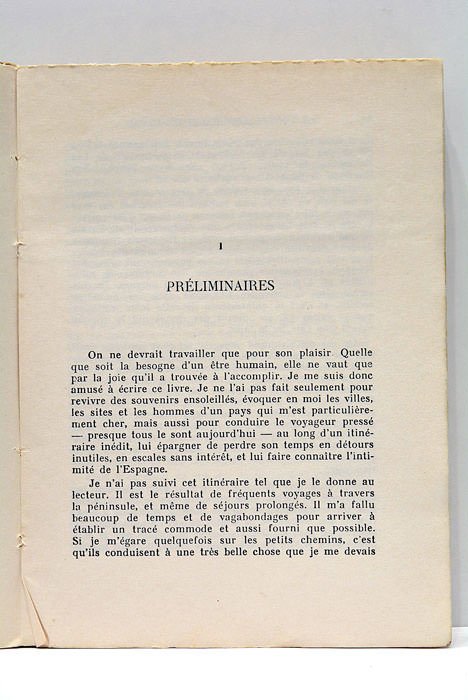 I
PRÉLIMINAIRES
On ne devrait travailler que pour son plaisir. Quelle
que soit la besogne d'un être humain, elle ne vaut que
par la joie qu'il a trouvée à l'accomplir. Je me suis donc
amusé à écrire ce livre. Je ne l'ai pas fait seulement pour
revivre des souvenirs ensoleillés, évoquer en moi les villes,
les sites et les hommes d'un pays qui m'est particulière-
ment cher, mais aussi pour conduire le voyageur pressé
— presque tous le sont aujourd'hui — au long d'un itiné-
raire inédit, lui épargner de perdre son temps en détours
inutiles, en escales sans intérêt, et lui faire connaître l'inti-
mité de l'Espagne.
Je n'ai pas suivi cet itinéraire tel que je le donne au
lecteur. Il est le résultat de fréquents voyages à travers
la péninsule, et même de séjours prolongés. Il m'a fallu
beaucoup de temps et de vagabondages pour arriver à
établir un tracé commode et aussi fourni que possible.
Si je m'égare quelquefois sur les petits chemins, c'est
qu'ils conduisent à une très belle chose que je me devais